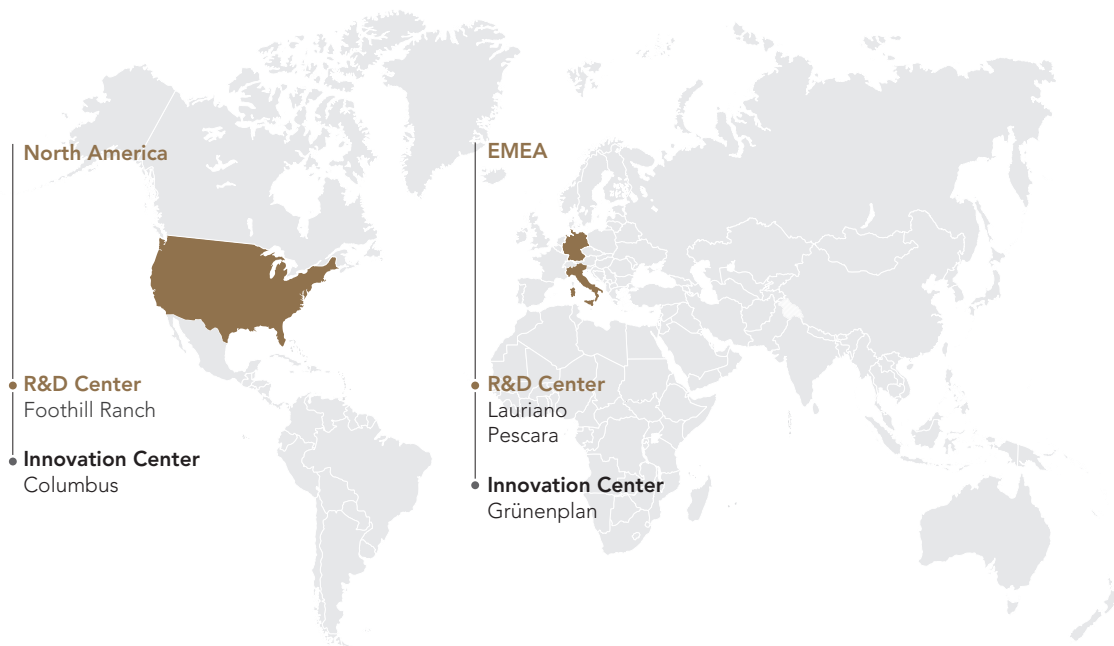 North America
R&D Center
Foothill Ranch
Innovation Center
Columbus
EMEA
R&D Center
Lauriano
Pescara
Innovation Center
Grünenplan